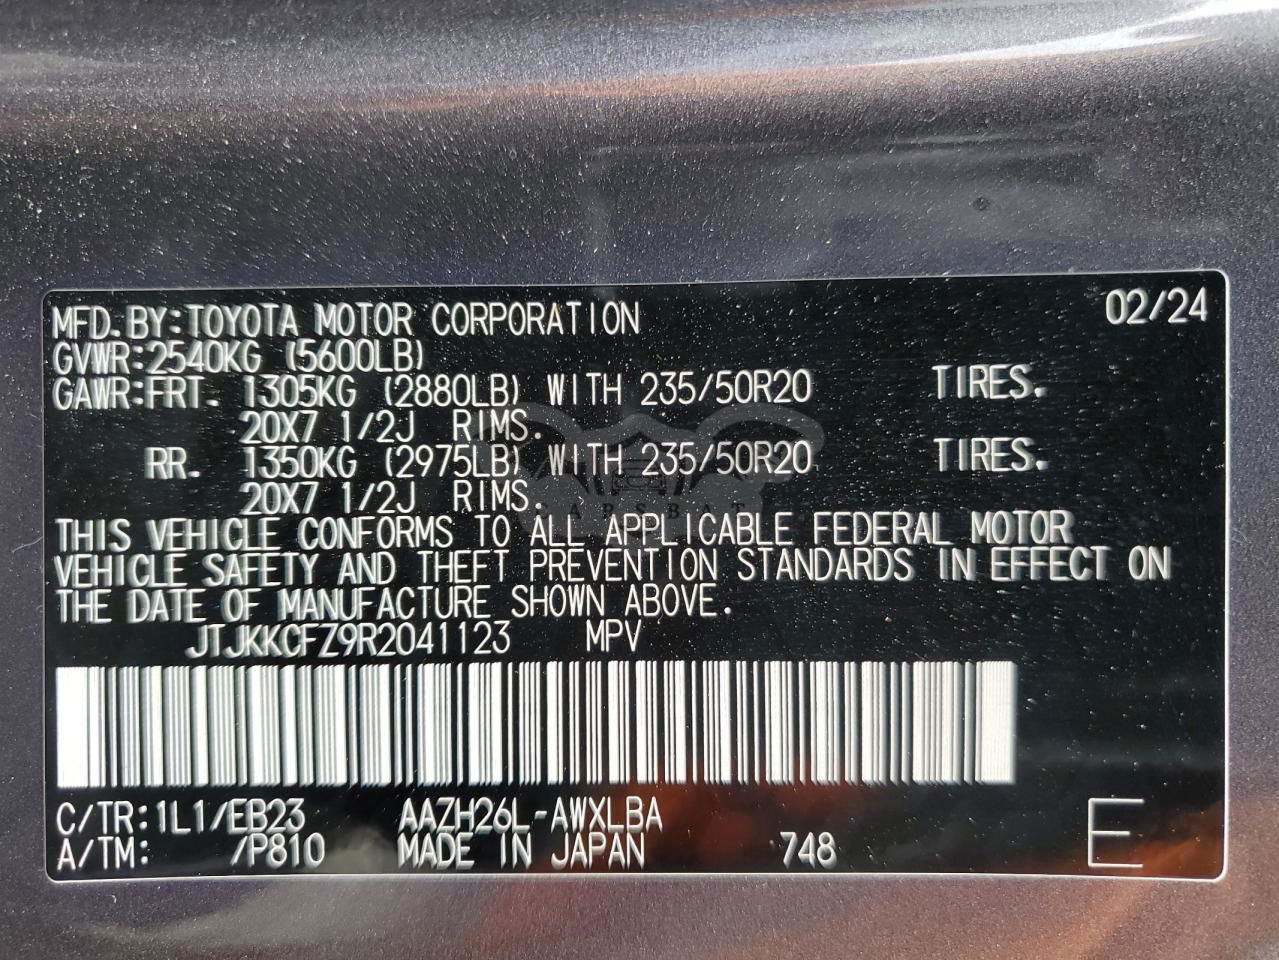 MFD.BY:TOYOTA MOTOR CORPORATION 02/24
GVWR:2540KG (5600LB)
GAWR:FRT. 1305KG (2880LB) WITH 235/50R20 TIRES.
20X7 1/2J RIMS.
RR. 1350KG (2975LB) WITH 235/50R20 TIRES.
20X7 1/2J RIMS.
CARSBAT
THIS VEHICLE CONFORMS TO ALL APPLICABLE FEDERAL MOTOR
VEHICLE SAFETY AND THEFT PREVENTION STANDARDS IN EFFECT ON
THE DATE OF MANUFACTURE SHOWN ABOVE.
JTJKKCFZ9R2041123 MPV
C/TR:1L1/EB23 AAZH26L-AWXLBA
A/TM: /P810 MADE IN JAPAN 748 E